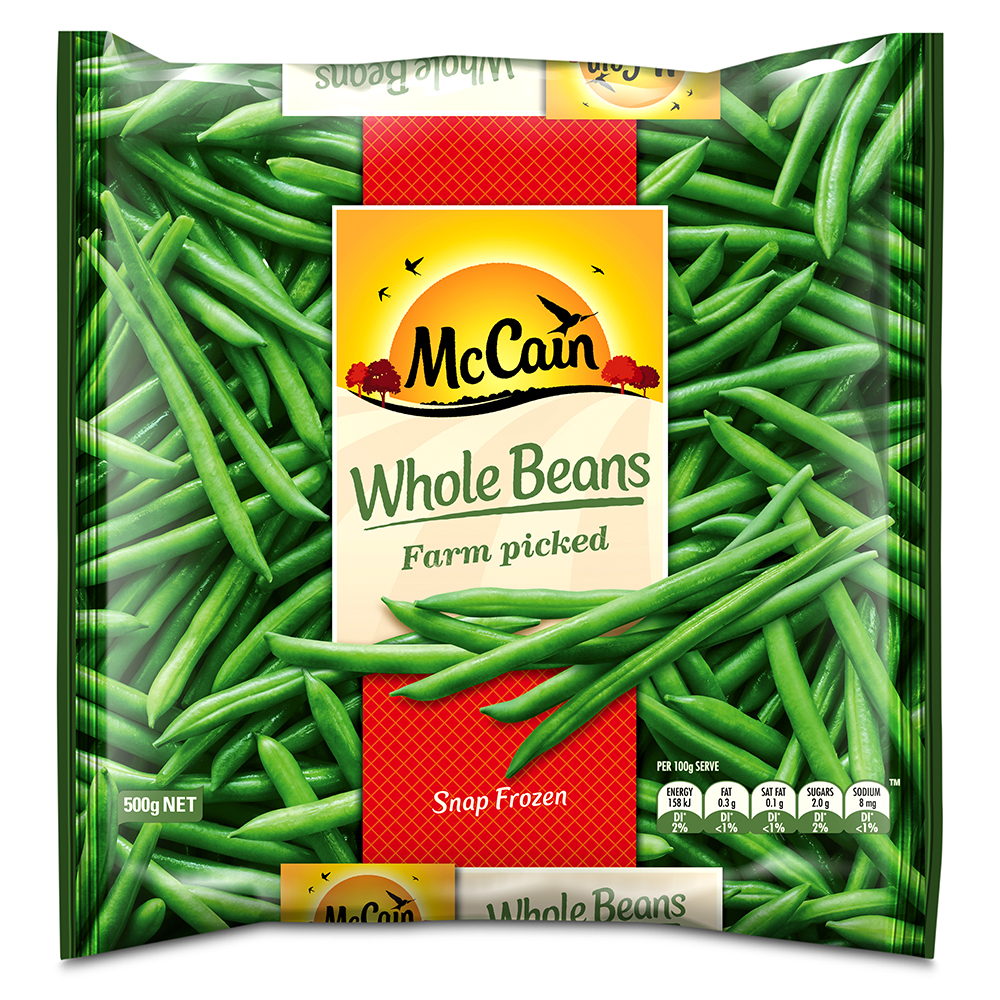 Whole Beans
McCain
McCain
Whole Beans
Farm picked
PER 100g SERVE
ENERGY 158 kJ DI* 2%
FAT 0.3 g DI* <1%
SAT FAT 0.1 g DI* <1%
SUGARS 2.0 g DI* 2%
SODIUM 8 mg DI* <1%
TM
500g NET
Snap Frozen
McCain
Whole Beans